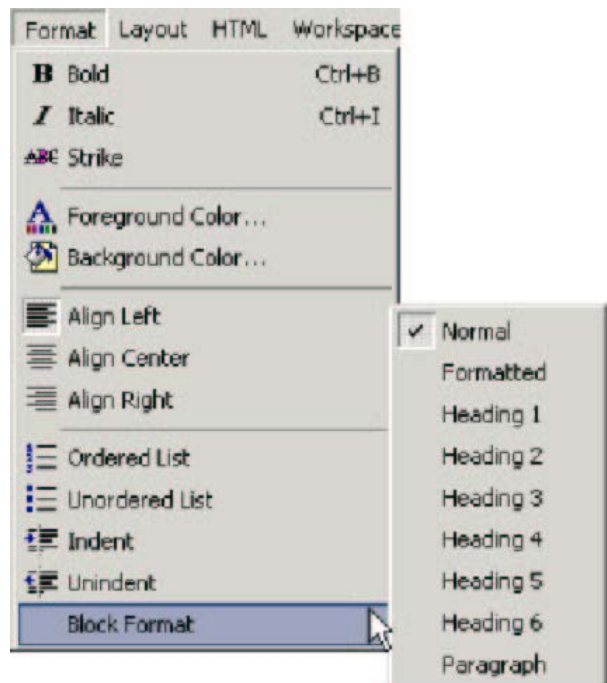 Format Layout HTML Workspace
B Bold Ctrl+B
I Italic Ctrl+I
ABC Strike
A Foreground Color...
Background Color...
Align Left
Align Center
Align Right
Ordered List
Unordered List
Indent
Unindent
Block Format
Normal
Formatted
Heading 1
Heading 2
Heading 3
Heading 4
Heading 5
Heading 6
Paragraph